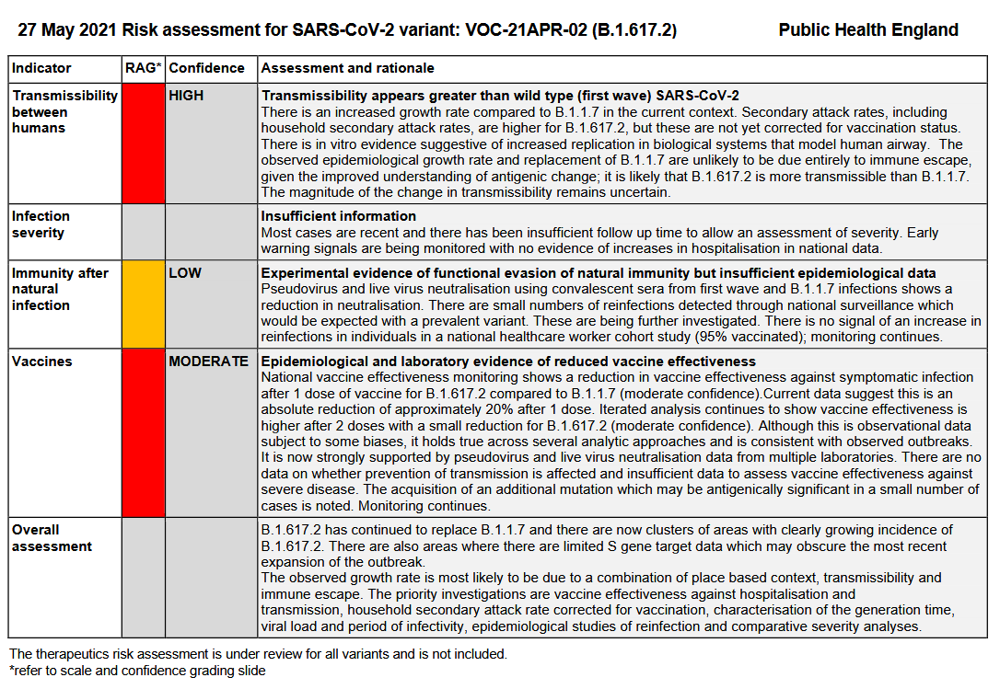 27 May 2021 Risk assessment for SARS-CoV-2 variant: VOC-21APR-02 (B.1.617.2)
Public Health England
Indicator
RAG*
Confidence
Assessment and rationale
Transmissibility
between
humans
HIGH
Transmissibility appears greater than wild type (first wave) SARS-CoV-2
There is an increased growth rate compared to B.1.1.7 in the current context. Secondary attack rates, including
household secondary attack rates, are higher for B.1.617.2, but these are not yet corrected for vaccination status.
There is in vitro evidence suggestive of increased replication in biological systems that model human airway. The
observed epidemiological growth rate and replacement of B.1.1.7 are unlikely to be due entirely to immune escape,
given the improved understanding of antigenic change; it is likely that B.1.617.2 is more transmissible than B.1.1.7.
The magnitude of the change in transmissibility remains uncertain.
Infection
severity
Insufficient information
Most cases are recent and there has been insufficient follow up time to allow an assessment of severity. Early
warning signals are being monitored with no evidence of increases in hospitalisation in national data.
Immunity after
natural
infection
LOW
Experimental evidence of functional evasion of natural immunity but insufficient epidemiological data
Pseudovirus and live virus neutralisation using convalescent sera from first wave and B.1.1.7 infections shows a
reduction in neutralisation. There are small numbers of reinfections detected through national surveillance which
would be expected with a prevalent variant. These are being further investigated. There is no signal of an increase in
reinfections in individuals in a national healthcare worker cohort study (95% vaccinated); monitoring continues.
Vaccines
MODERATE
Epidemiological and laboratory evidence of reduced vaccine effectiveness
National vaccine effectiveness monitoring shows a reduction in vaccine effectiveness against symptomatic infection
after 1 dose of vaccine for B.1.617.2 compared to B.1.1.7 (moderate confidence).Current data suggest this is an
absolute reduction of approximately 20% after 1 dose. Iterated analysis continues to show vaccine effectiveness is
higher after 2 doses with a small reduction for B.1.617.2 (moderate confidence). Although this is observational data
subject to some biases, it holds true across several analytic approaches and is consistent with observed outbreaks.
It is now strongly supported by pseudovirus and live virus neutralisation data from multiple laboratories. There are no
data on whether prevention of transmission is affected and insufficient data to assess vaccine effectiveness against
severe disease. The acquisition of an additional mutation which may be antigenically significant in a small number of
cases is noted. Monitoring continues.
Overall
assessment
B.1.617.2 has continued to replace B.1.1.7 and there are now clusters of areas with clearly growing incidence of
B.1.617.2. There are also areas where there are limited S gene target data which may obscure the most recent
expansion of the outbreak.
The observed growth rate is most likely to be due to a combination of place based context, transmissibility and
immune escape. The priority investigations are vaccine effectiveness against hospitalisation and
transmission, household secondary attack rate corrected for vaccination, characterisation of the generation time,
viral load and period of infectivity, epidemiological studies of reinfection and comparative severity analyses.
The therapeutics risk assessment is under review for all variants and is not included.
*refer to scale and confidence grading slide